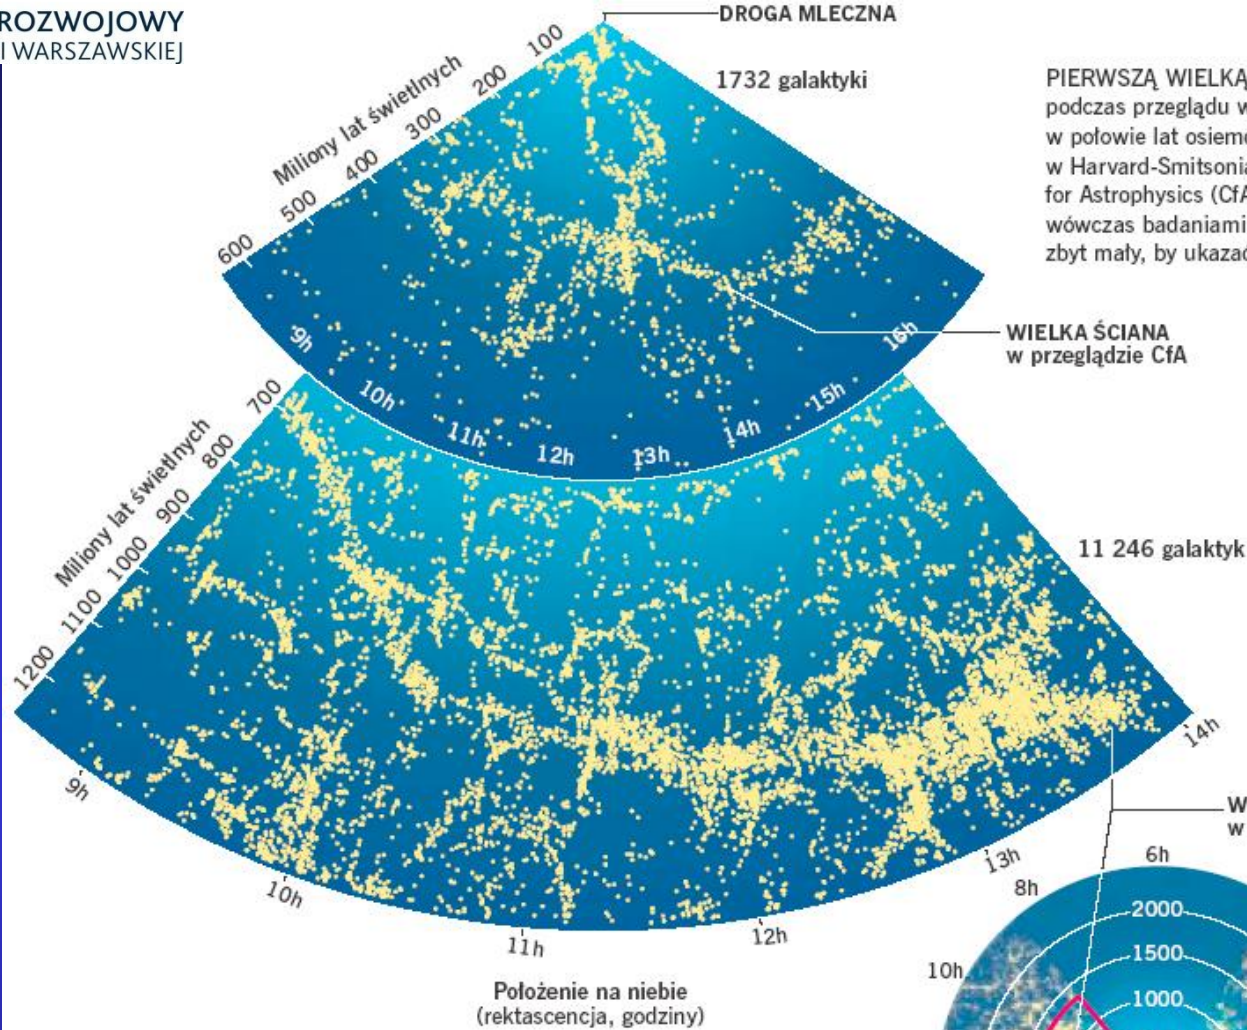 ROZWOJOWY
I WARSZAWSKIEJ
DROGA MLECZNA
1732 galaktyki
Miliony lat świetlnych
100
200
300
400
500
600
PIERWSZĄ WIELKĄ
podczas przeglądu w
w połowie lat osiem
w Harvard-Smitsonia
for Astrophysics (CfA
wówczas badaniami
zbyt mały, by ukazać
WIELKA ŚCIANA
w przeglądzie CfA
9h
10h
11h
12h
13h
14h
15h
16h
Miliony lat świetlnych
700
800
900
1000
1100
1200
11 246 galaktyk
9h
10h
11h
12h
13h
14h
Położenie na niebie
(rektascencja, godziny)
W
w
6h
8h
10h
2000
1500
1000